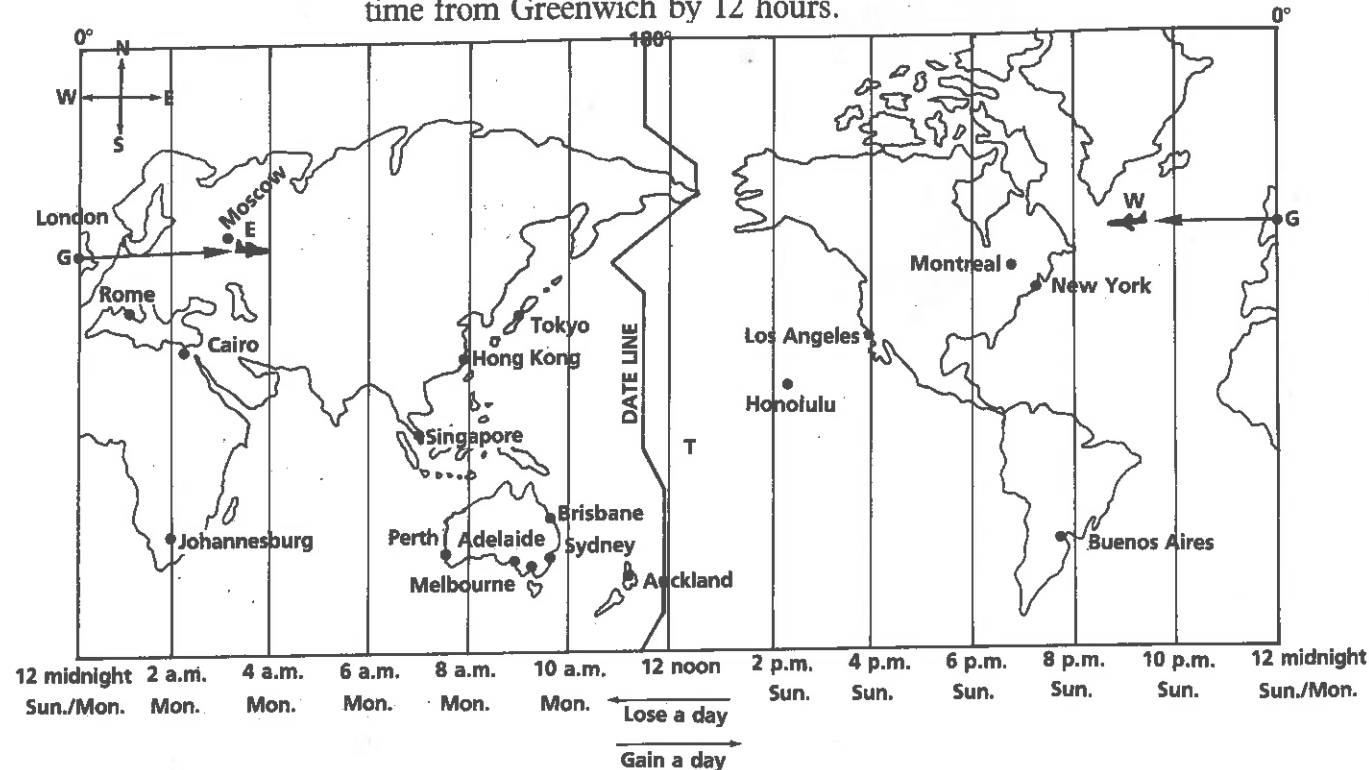 time from Greenwich by 12 hours.
0°
180°
0°
N
W E
S
London
Moscow
E
W
G
G
Montreal
New York
Rome
Cairo
Tokyo
Hong Kong
Los Angeles
Honolulu
DATE LINE
Singapore
T
Brisbane
Perth
Adelaide
Sydney
Johannesburg
Melbourne
Auckland
Buenos Aires
12 midnight 2 a.m. 4 a.m. 6 a.m. 8 a.m. 10 a.m. 12 noon 2 p.m. 4 p.m. 6 p.m. 8 p.m. 10 p.m. 12 midnight
Sun./Mon. Mon. Mon. Mon. Mon. Mon. Sun. Sun. Sun. Sun. Sun. Sun./Mon.
Lose a day
Gain a day